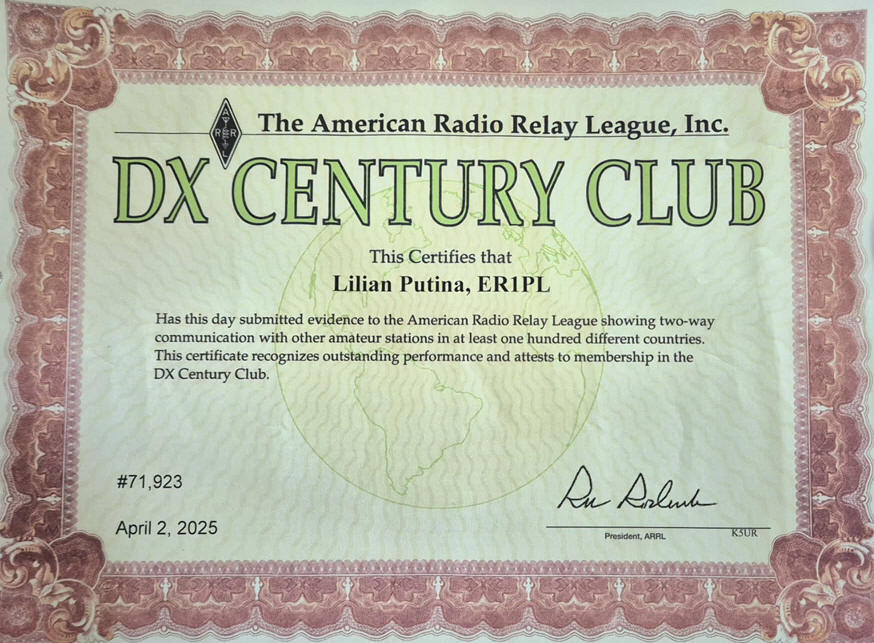 The American Radio Relay League, Inc.
ARRL
DX CENTURY CLUB
This Certifies that
Lilian Putina, ER1PL
Has this day submitted evidence to the American Radio Relay League showing two-way
communication with other amateur stations in at least one hundred different countries.
This certificate recognizes outstanding performance and attests to membership in the
DX Century Club.
#71,923
April 2, 2025
President, ARRL
K5UR